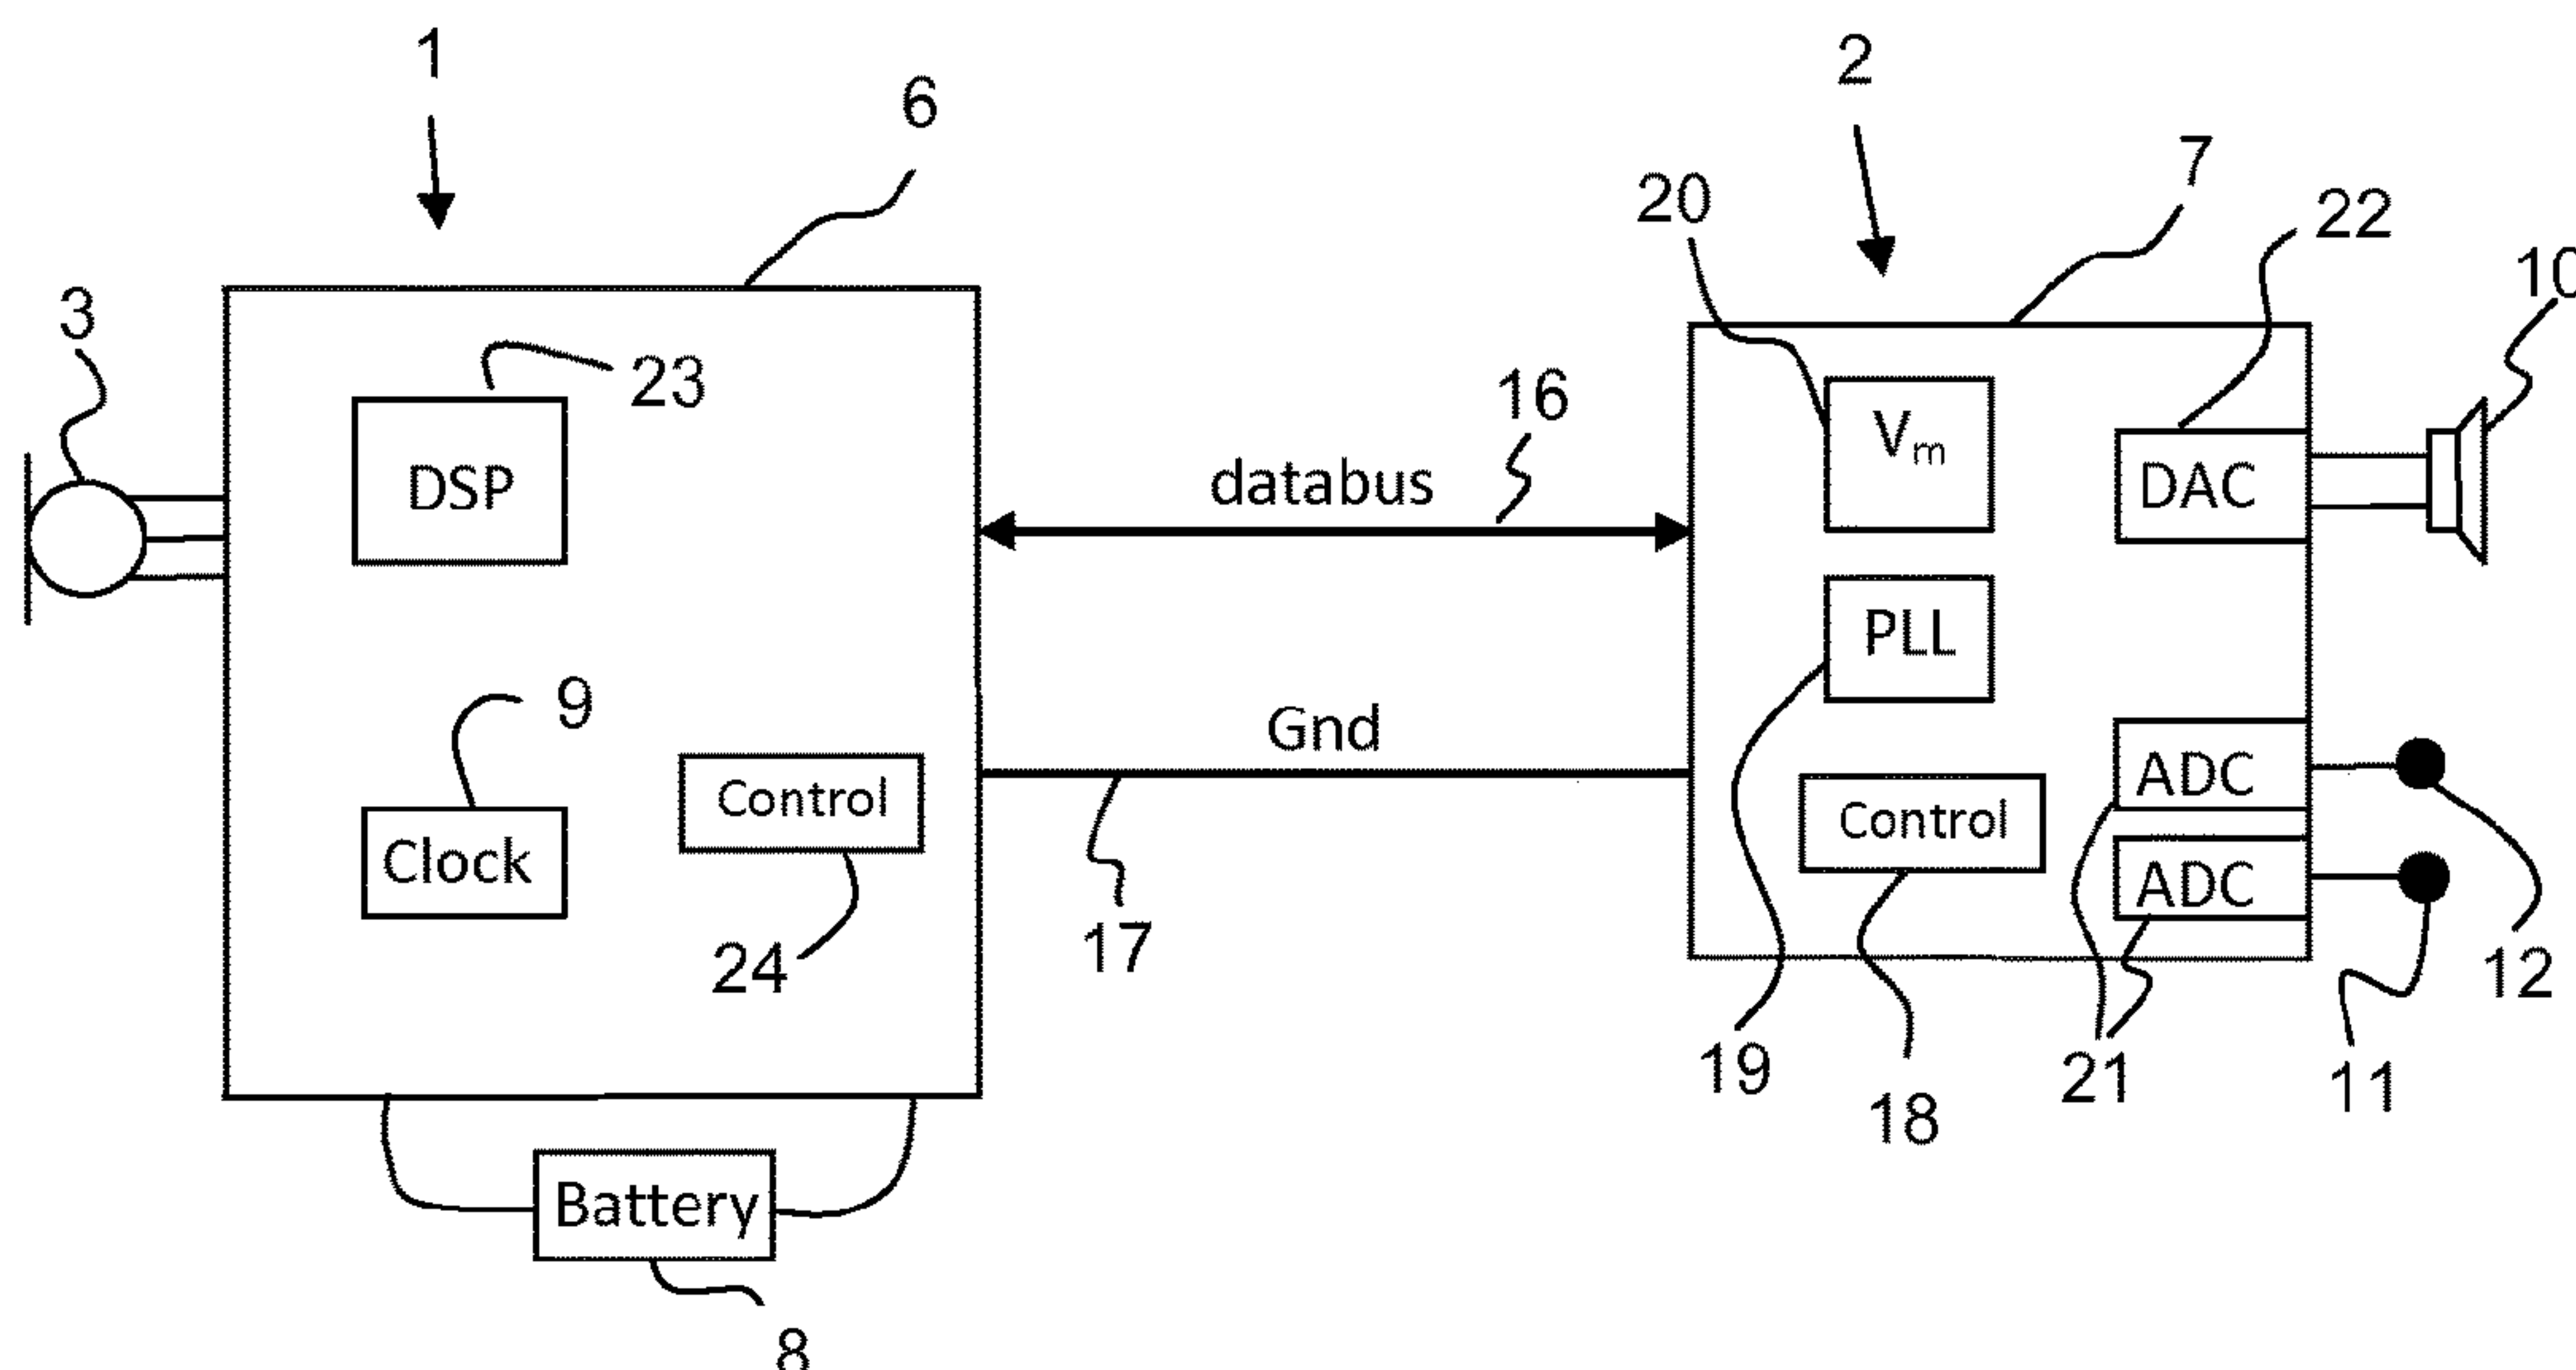 1
2
6
7
20
22
10
3
23
16
DSP
databus
Vm
DAC
PLL
9
Gnd
Control
Clock
Control
ADC
ADC
24
17
12
19
21
11
18
Battery
8